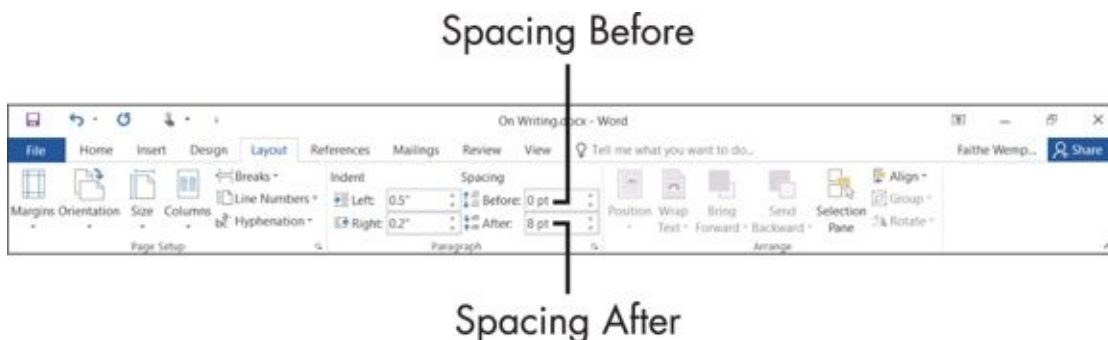 Spacing Before
On Writing.docx - Word
File Home Insert Design Layout References Mailings Review View Tell me what you want to do... Faithe Wemp... Share
Breaks Indent Spacing Align
Line Numbers Left: 0.5" Before: 0 pt Group
Margins Orientation Size Columns Hyphenation Right: 0.2" After: 8 pt Position Wrap Text Bring Forward Send Backward Selection Pane Rotate
Page Setup Paragraph Arrange
Spacing After